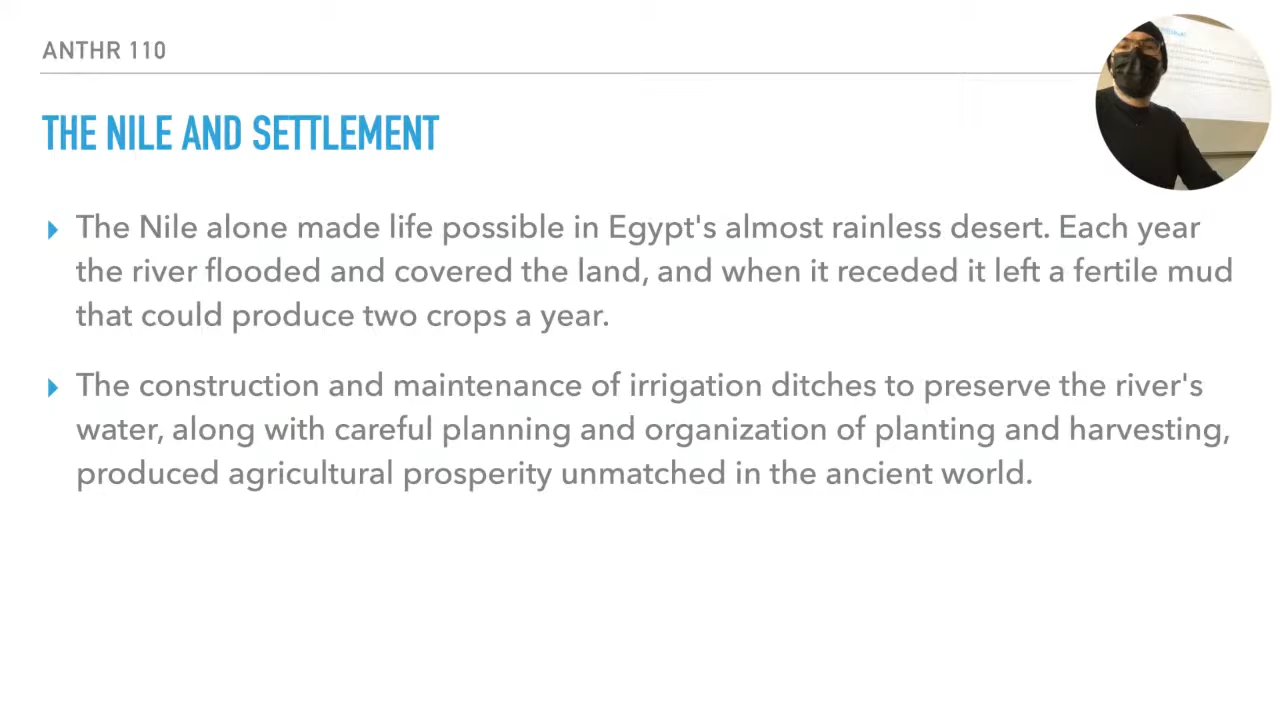 ANTHR 110
THE NILE AND SETTLEMENT
The Nile alone made life possible in Egypt's almost rainless desert. Each year
the river flooded and covered the land, and when it receded it left a fertile mud
that could produce two crops a year.
The construction and maintenance of irrigation ditches to preserve the river's
water, along with careful planning and organization of planting and harvesting,
produced agricultural prosperity unmatched in the ancient world.